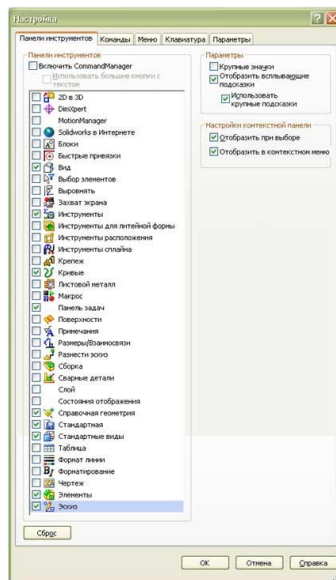 Настройка
Панели инструментов Команды Меню Клавиатура Параметры
Панели инструментов
Включить CommandManager
Использовать большие кнопки с
текстом
2D в 3D
DimXpert
MotionManager
Solidworks в Интернете
Блоки
Быстрые привязки
Вид
Выбор элементов
Выровнять
Захват экрана
Инструменты
Инструменты для литейной формы
Инструменты расположения
Инструменты сплайна
Крепеж
Кривые
Листовой металл
Макрос
Панель задач
Поверхности
Примечания
Размеры/Взаимосвязи
Разнести эскиз
Сборка
Сварные детали
Слой
Состояния отображения
Справочная геометрия
Стандартная
Стандартные виды
Таблица
Формат линии
Форматирование
Чертеж
Элементы
Эскиз
Параметры
Крупные значки
Отобразить всплывающие
подсказки
Использовать
крупные подсказки
Настройки контекстной панели
Отобразить при выборе
Отобразить в контекстном меню
Сброс
ОК Отмена Справка